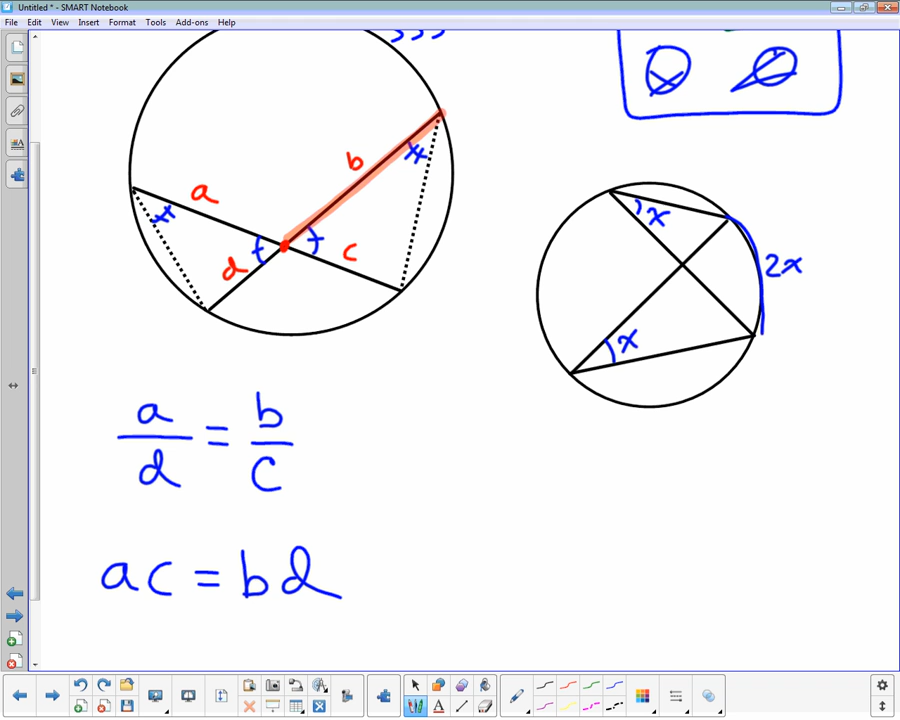 Untitled * - SMART Notebook
File Edit View Insert Format Tools Add-ons Help
a
b
c
d
x
2x
x
a/d = b/c
ac = bd
A